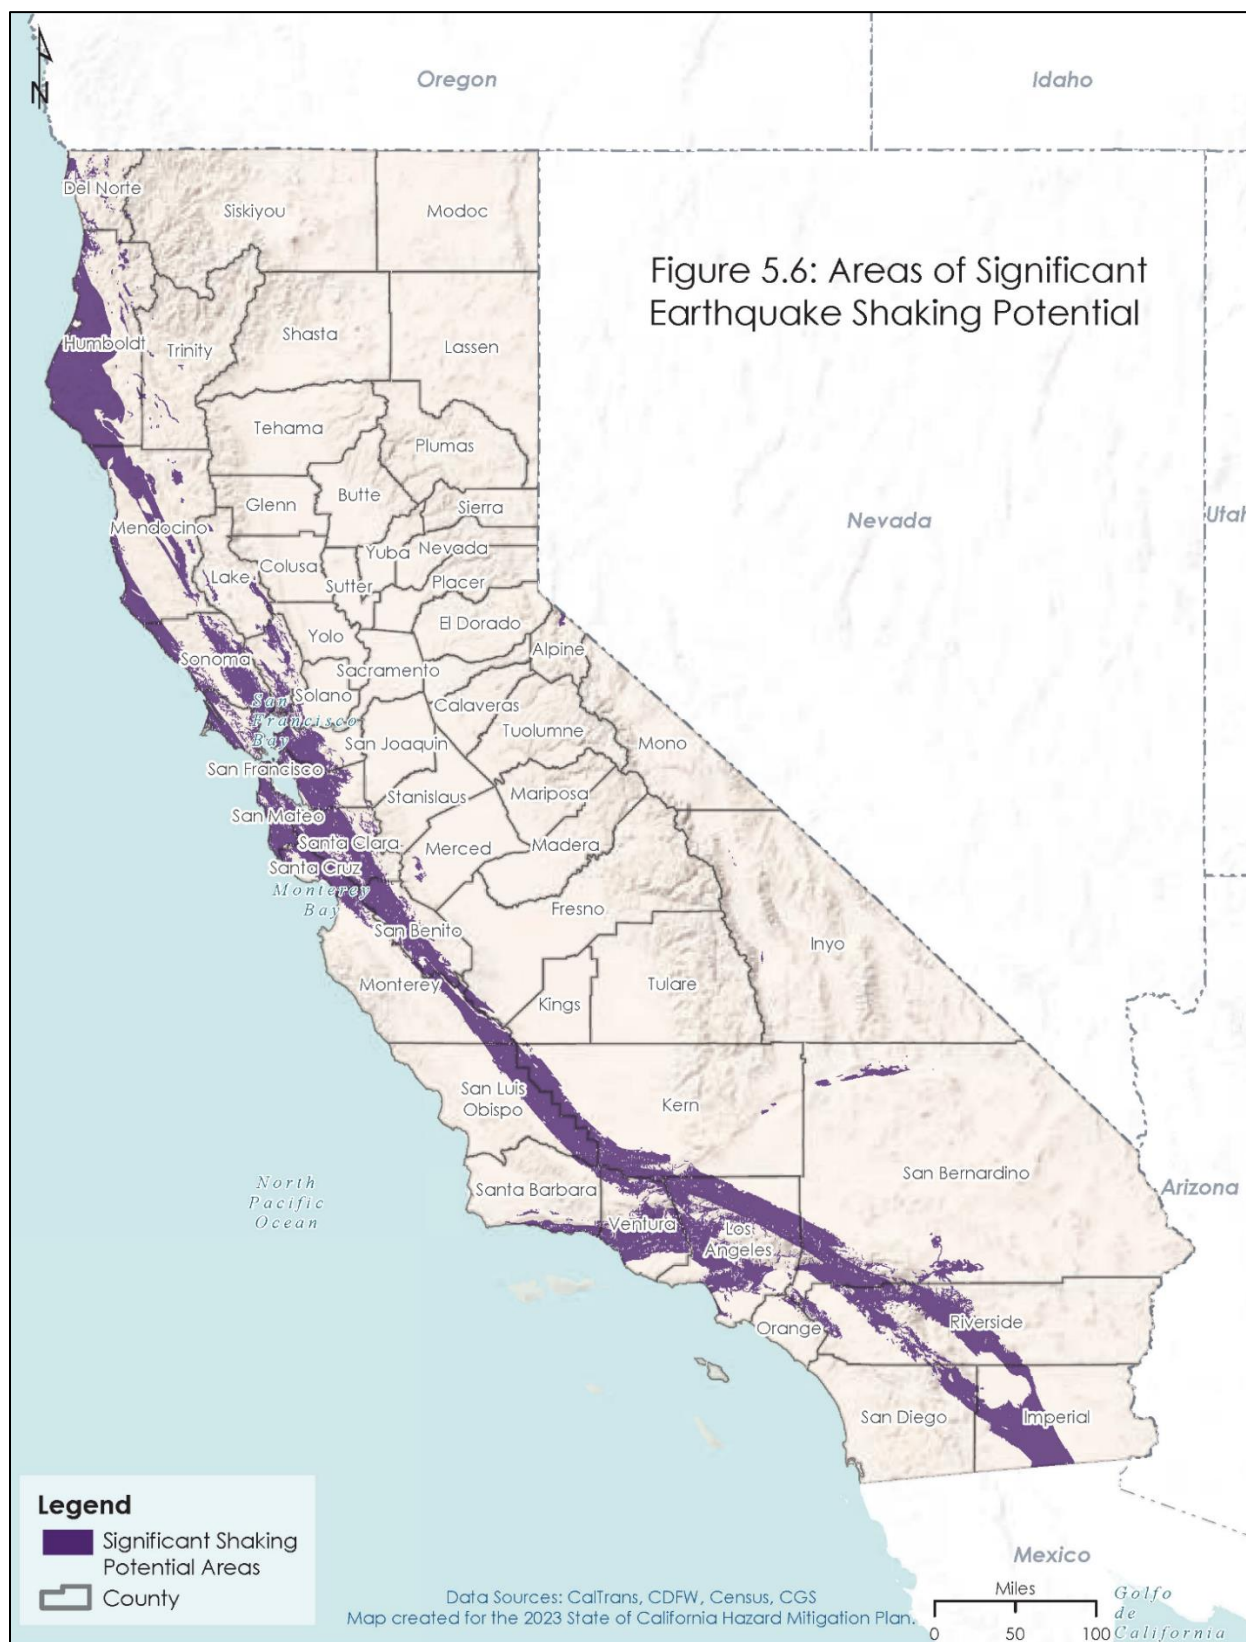 N
Oregon
Idaho
Del Norte
Siskiyou
Modoc
Figure 5.6: Areas of Significant
Earthquake Shaking Potential
Humboldt
Trinity
Shasta
Lassen
Tehama
Plumas
Glenn
Butte
Sierra
Mendocino
Nevada
Utah
Lake
Colusa
Sutter
Yuba
Nevada
Placer
Yolo
El Dorado
Sonoma
Sacramento
Alpine
Solano
San
Francisco
Bay
Calaveras
Tuolumne
Mono
San Joaquin
San Francisco
Stanislaus
Mariposa
San Mateo
Santa Clara
Merced
Madera
Santa Cruz
Monterey
Bay
Fresno
San Benito
Inyo
Monterey
Kings
Tulare
San Luis
Obispo
Kern
San Bernardino
North
Pacific
Ocean
Santa Barbara
Arizona
Ventura
Los
Angeles
Orange
Riverside
San Diego
Imperial
Legend
Significant Shaking
Potential Areas
County
Mexico
Data Sources: CalTrans, CDFW, Census, CGS
Map created for the 2023 State of California Hazard Mitigation Plan.
Miles
0 50 100
Golfo
de
California